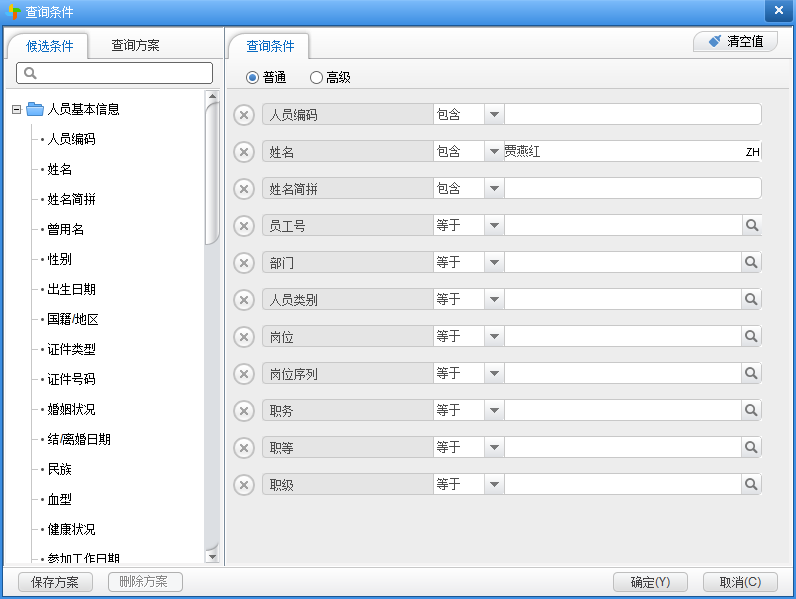 查询条件
候选条件 查询方案
查询条件
清空值
普通 高级
人员基本信息
人员编码
姓名
姓名简拼
曾用名
性别
出生日期
国籍/地区
证件类型
证件号码
婚姻状况
结/离婚日期
民族
血型
健康状况
参加工作日期
人员编码 包含
姓名 包含 贾燕红 ZH
姓名简拼 包含
员工号 等于
部门 等于
人员类别 等于
岗位 等于
岗位序列 等于
职务 等于
职等 等于
职级 等于
保存方案 删除方案 确定(Y) 取消(C)